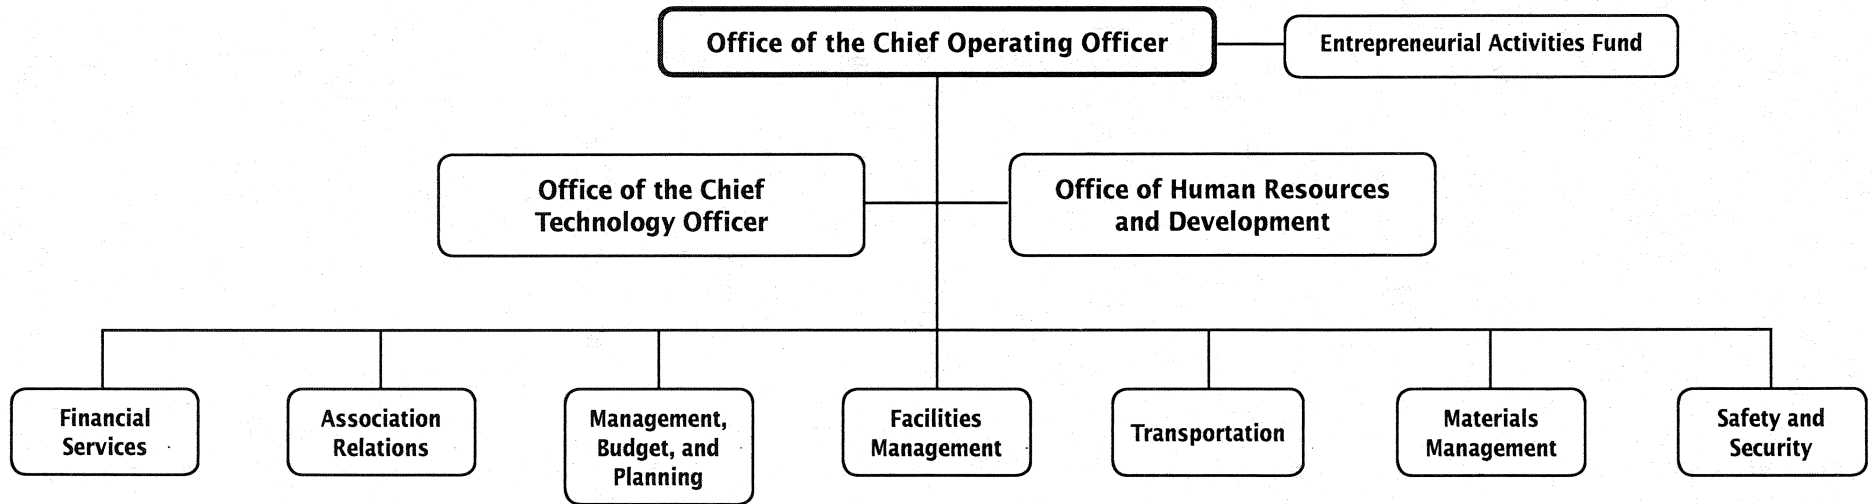 Office of the Chief Operating Officer
Entrepreneurial Activities Fund
Office of the Chief
Technology Officer
Office of Human Resources
and Development
Financial
Services
Association
Relations
Management,
Budget, and
Planning
Facilities
Management
Transportation
Materials
Management
Safety and
Security